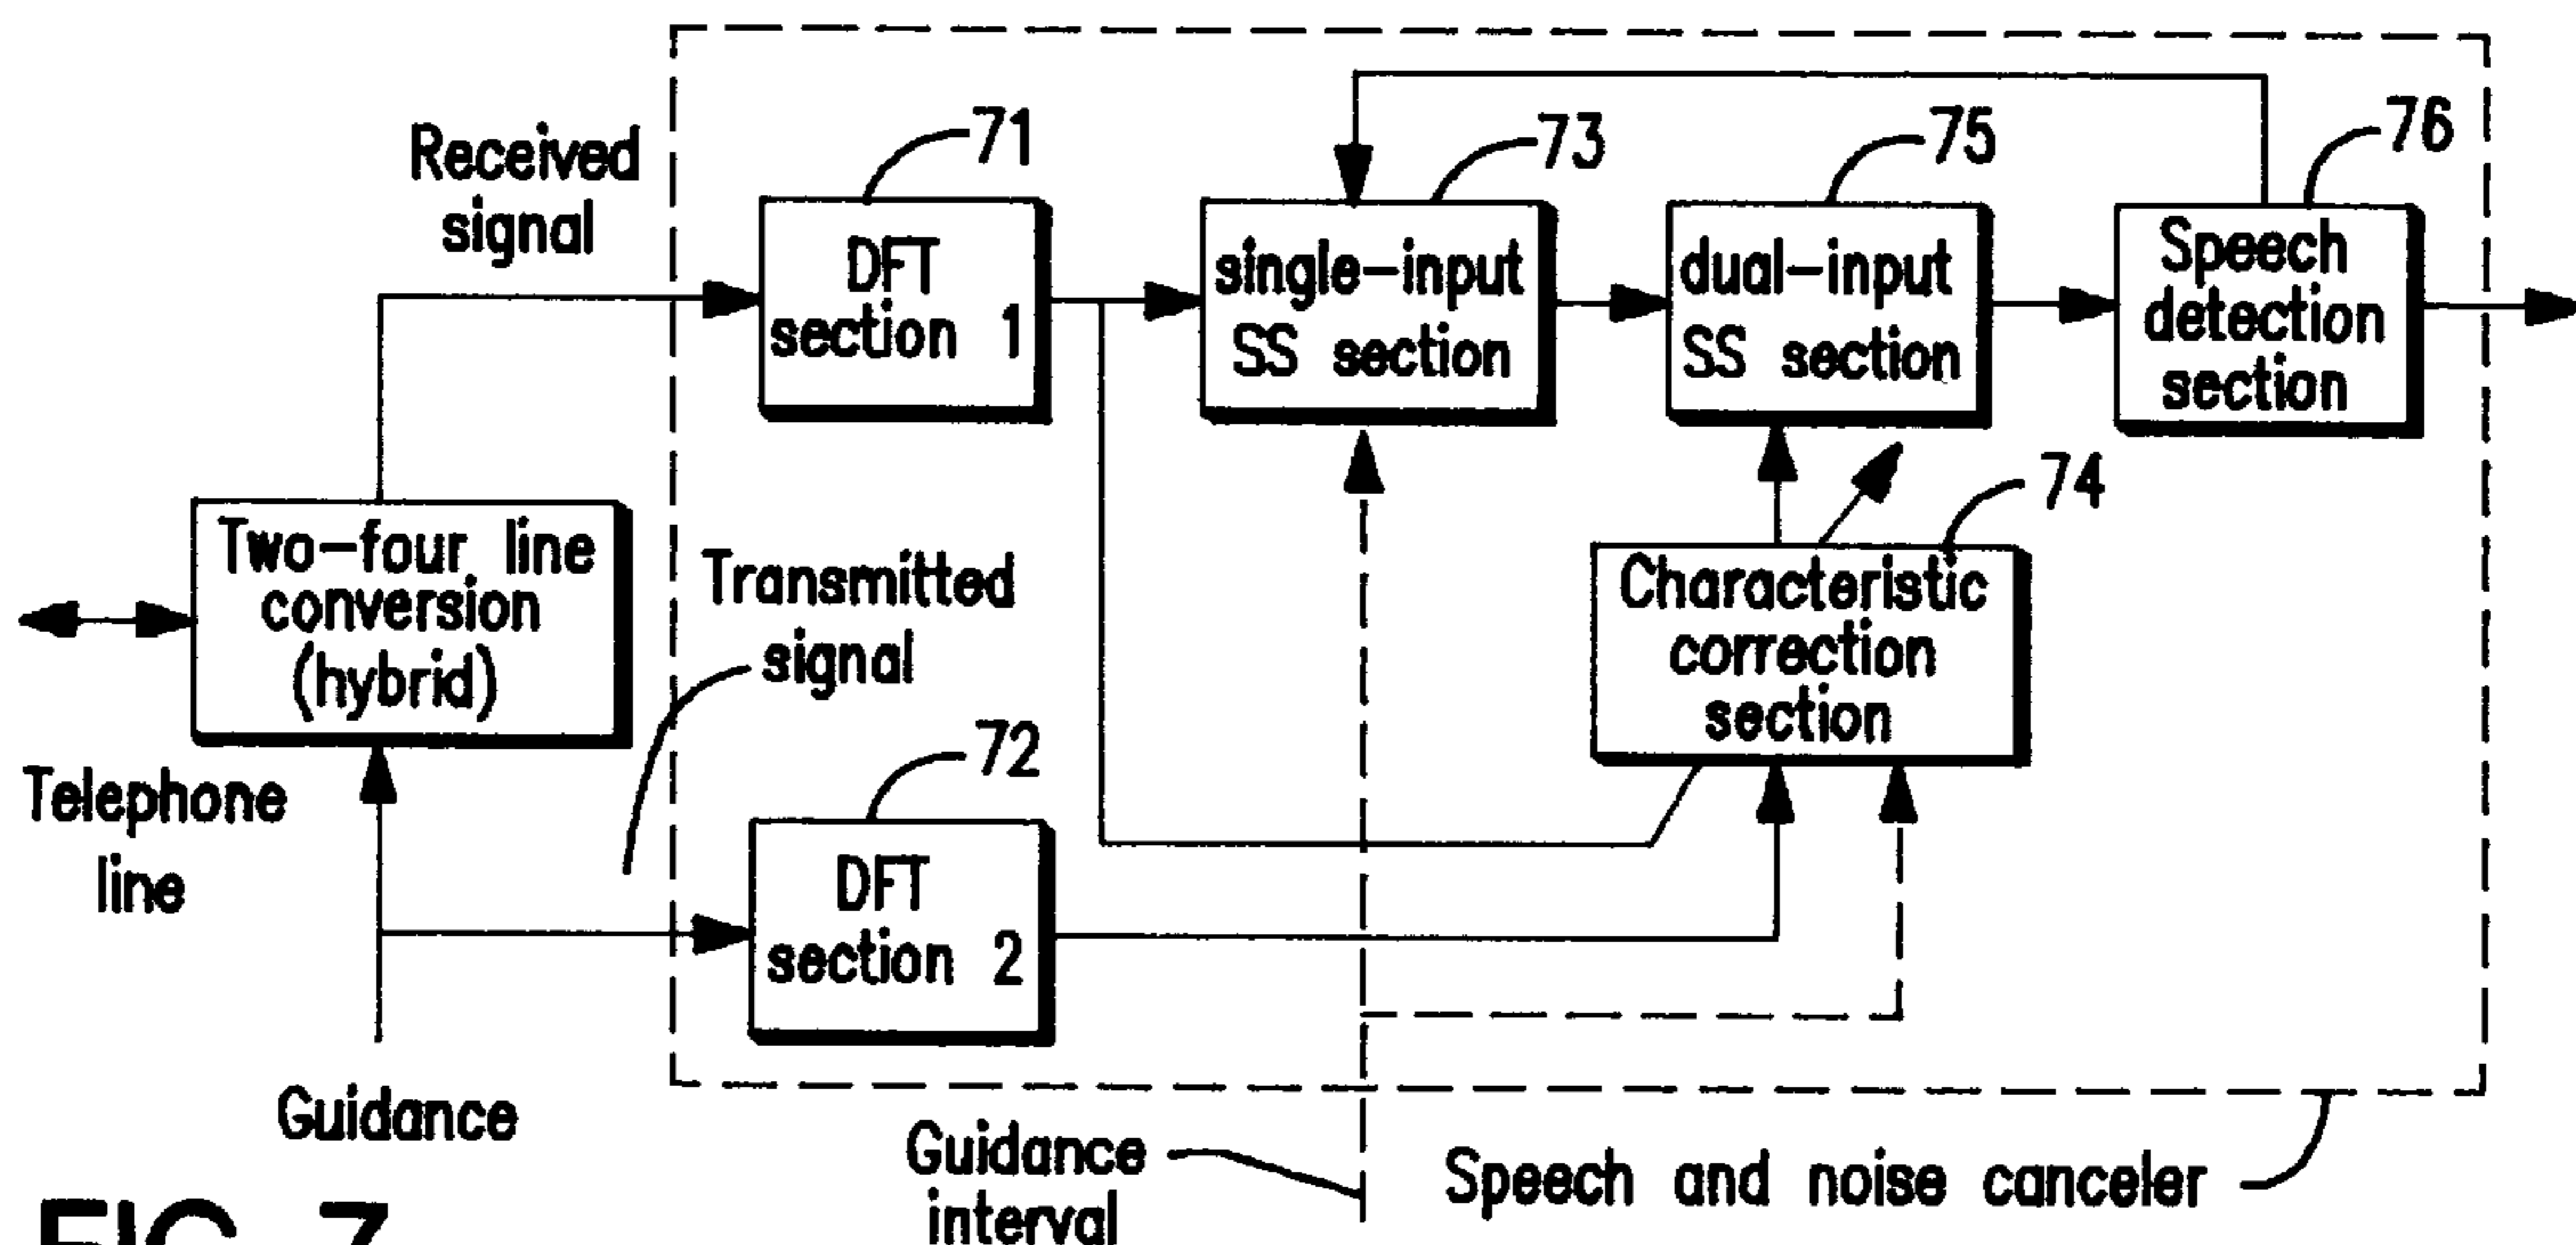 Received
signal
71
DFT
section 1
73
single-input
SS section
75
dual-input
SS section
76
Speech
detection
section
Two-four line
conversion
(hybrid)
Telephone
line
Transmitted
signal
74
Characteristic
correction
section
72
DFT
section 2
Guidance
Guidance
interval
Speech and noise canceler
FIG. 7